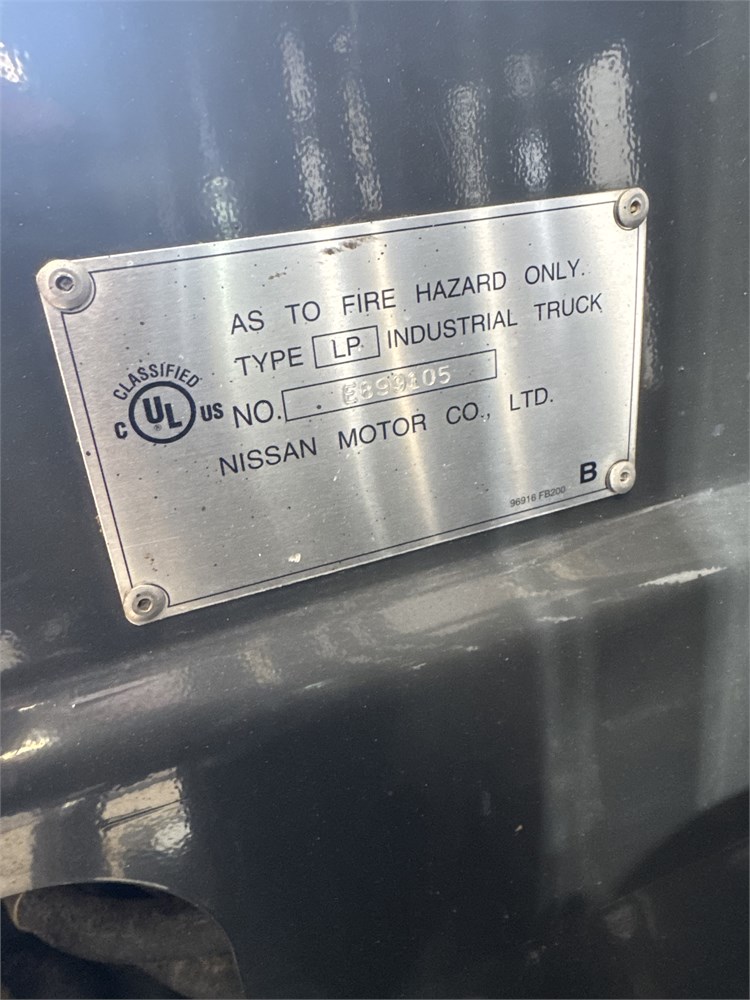 AS TO FIRE HAZARD ONLY.
TYPE LP INDUSTRIAL TRUCK
CLASSIFIED
C UL ® US
NO.
NISSAN MOTOR CO., LTD.
96916 FB200 B